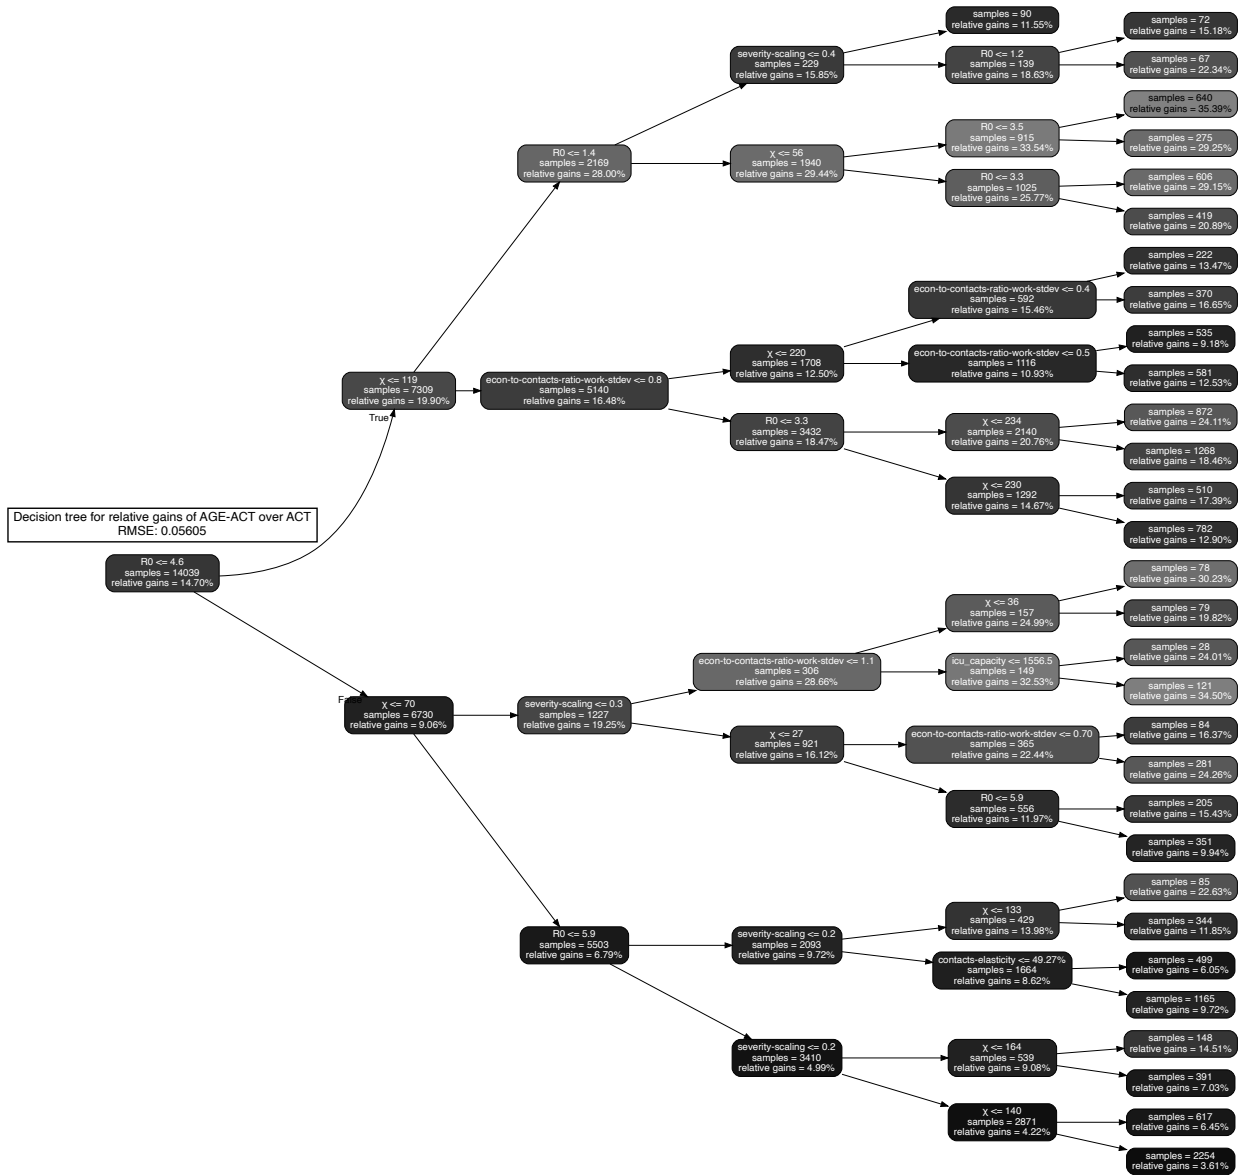 samples = 90
relative gains = 11.55%
samples = 72
relative gains = 15.18%
severity-scaling <= 0.4
samples = 229
relative gains = 15.85%
R0 <= 1.2
samples = 139
relative gains = 18.63%
samples = 67
relative gains = 22.34%
samples = 640
relative gains = 35.39%
R0 <= 3.5
samples = 915
relative gains = 33.54%
samples = 275
relative gains = 29.25%
R0 <= 1.4
samples = 2169
relative gains = 28.00%
χ <= 56
samples = 1940
relative gains = 29.44%
R0 <= 3.3
samples = 1025
relative gains = 25.77%
samples = 606
relative gains = 29.15%
samples = 419
relative gains = 20.89%
samples = 222
relative gains = 13.47%
econ-to-contacts-ratio-work-stdev <= 0.4
samples = 592
relative gains = 15.46%
samples = 370
relative gains = 16.65%
χ <= 220
samples = 1708
relative gains = 12.50%
econ-to-contacts-ratio-work-stdev <= 0.5
samples = 1116
relative gains = 10.93%
samples = 535
relative gains = 9.18%
samples = 581
relative gains = 12.53%
χ <= 119
samples = 7309
relative gains = 19.90%
True
econ-to-contacts-ratio-work-stdev <= 0.8
samples = 5140
relative gains = 16.48%
R0 <= 3.3
samples = 3432
relative gains = 18.47%
χ <= 234
samples = 2140
relative gains = 20.76%
samples = 872
relative gains = 24.11%
samples = 1268
relative gains = 18.46%
χ <= 230
samples = 1292
relative gains = 14.67%
samples = 510
relative gains = 17.39%
samples = 782
relative gains = 12.90%
Decision tree for relative gains of AGE-ACT over ACT
RMSE: 0.05605
R0 <= 4.6
samples = 14039
relative gains = 14.70%
samples = 78
relative gains = 30.23%
χ <= 36
samples = 157
relative gains = 24.99%
samples = 79
relative gains = 19.82%
econ-to-contacts-ratio-work-stdev <= 1.1
samples = 306
relative gains = 28.66%
icu_capacity <= 1556.5
samples = 149
relative gains = 32.53%
samples = 28
relative gains = 24.01%
samples = 121
relative gains = 34.50%
False
χ <= 70
samples = 6730
relative gains = 9.06%
severity-scaling <= 0.3
samples = 1227
relative gains = 19.25%
χ <= 27
samples = 921
relative gains = 16.12%
econ-to-contacts-ratio-work-stdev <= 0.70
samples = 365
relative gains = 22.44%
samples = 84
relative gains = 16.37%
samples = 281
relative gains = 24.26%
R0 <= 5.9
samples = 556
relative gains = 11.97%
samples = 205
relative gains = 15.43%
samples = 351
relative gains = 9.94%
samples = 85
relative gains = 22.63%
χ <= 133
samples = 429
relative gains = 13.98%
samples = 344
relative gains = 11.85%
R0 <= 5.9
samples = 5503
relative gains = 6.79%
severity-scaling <= 0.2
samples = 2093
relative gains = 9.72%
contacts-elasticity <= 49.27%
samples = 1664
relative gains = 8.62%
samples = 499
relative gains = 6.05%
samples = 1165
relative gains = 9.72%
severity-scaling <= 0.2
samples = 3410
relative gains = 4.99%
χ <= 164
samples = 539
relative gains = 9.08%
samples = 148
relative gains = 14.51%
samples = 391
relative gains = 7.03%
χ <= 140
samples = 2871
relative gains = 4.22%
samples = 617
relative gains = 6.45%
samples = 2254
relative gains = 3.61%